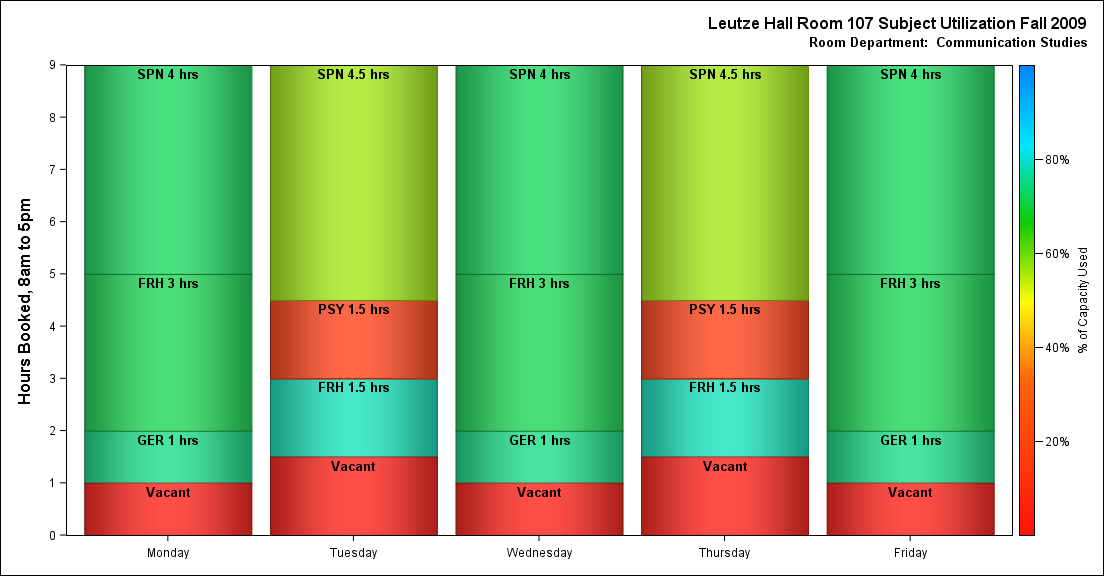 Leutze Hall Room 107 Subject Utilization Fall 2009
Room Department:  Communication Studies
Hours Booked, 8am to 5pm
9
8
7
6
5
4
3
2
1
0
SPN 4 hrs
FRH 3 hrs
GER 1 hrs
Vacant
Monday
SPN 4.5 hrs
PSY 1.5 hrs
FRH 1.5 hrs
Vacant
Tuesday
SPN 4 hrs
FRH 3 hrs
GER 1 hrs
Vacant
Wednesday
SPN 4.5 hrs
PSY 1.5 hrs
FRH 1.5 hrs
Vacant
Thursday
SPN 4 hrs
FRH 3 hrs
GER 1 hrs
Vacant
Friday
80%
60%
40%
20%
% of Capacity Used